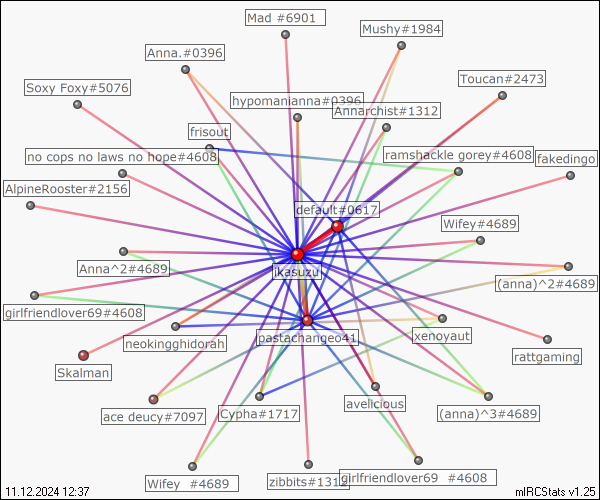 Mad #6901
Mushy#1984
Anna.#0396
Toucan#2473
Soxy Foxy#5076
hypomanianna#0396
Annarchist#1312
frisout
no cops no laws no hope#4608
ramshackle gorey#4608
fakedingo
AlpineRooster#2156
default#0617
Wifey#4689
Anna^2#4689
jkasuzu
(anna)^2#4689
girlfriendlover69#4608
neokingghidorah
pastachangeo41
xenoyaut
rattgaming
Skalman
ace deucy#7097
Cypha#1717
avelicious
(anna)^3#4689
Wifey  #4689
zibbits#1312
girlfriendlover69  #4608
11.12.2024 12:37
mIRCStats v1.25